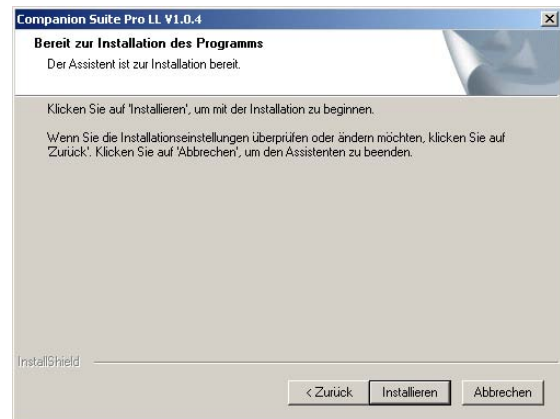 Companion Suite Pro LL V1.0.4
Bereit zur Installation des Programms
Der Assistent ist zur Installation bereit.
Klicken Sie auf 'Installieren', um mit der Installation zu beginnen.
Wenn Sie die Installationseinstellungen überprüfen oder ändern möchten, klicken Sie auf
'Zurück'. Klicken Sie auf 'Abbrechen', um den Assistenten zu beenden.
InstallShield
< Zurück Installieren Abbrechen